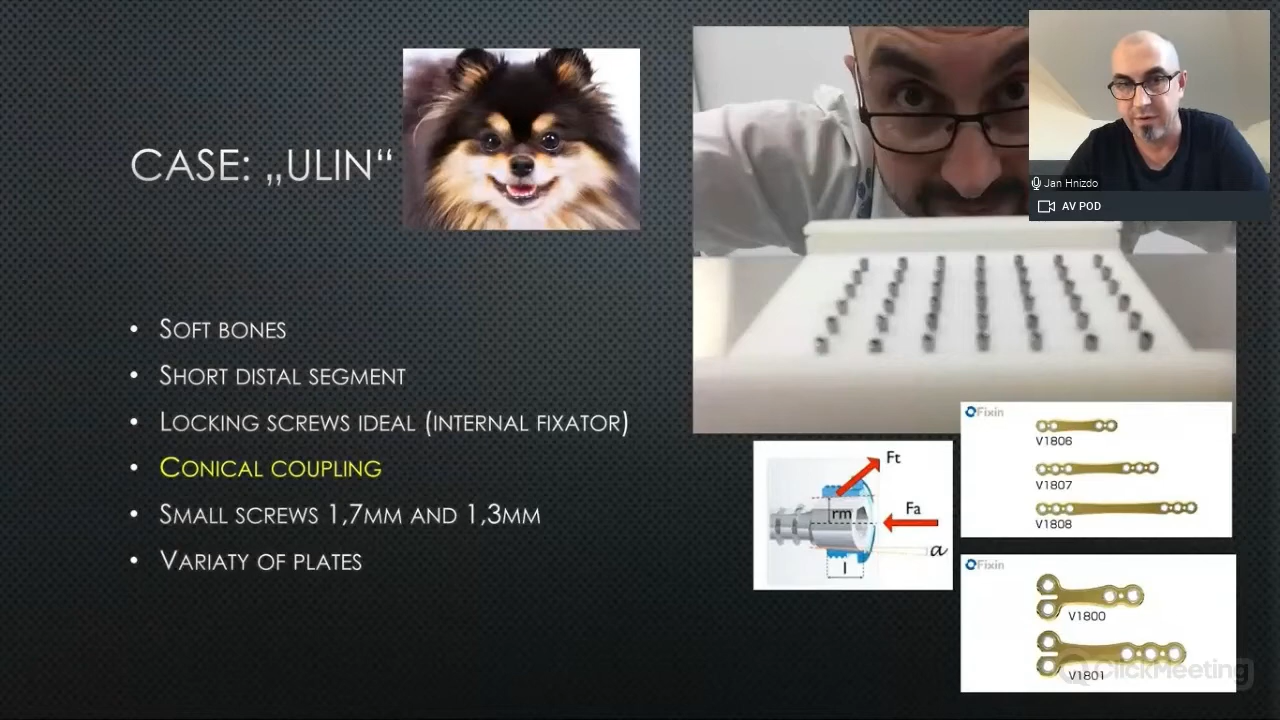 CASE: „ULIN“
• SOFT BONES
• SHORT DISTAL SEGMENT
• LOCKING SCREWS IDEAL (INTERNAL FIXATOR)
• CONICAL COUPLING
• SMALL SCREWS 1,7MM AND 1,3MM
• VARIATY OF PLATES
Jan Hnizdo
AV POD
Ft
Fa
rm
α
l
Fixin
V1806
V1807
V1808
Fixin
V1800
V1801
ClickMeeting